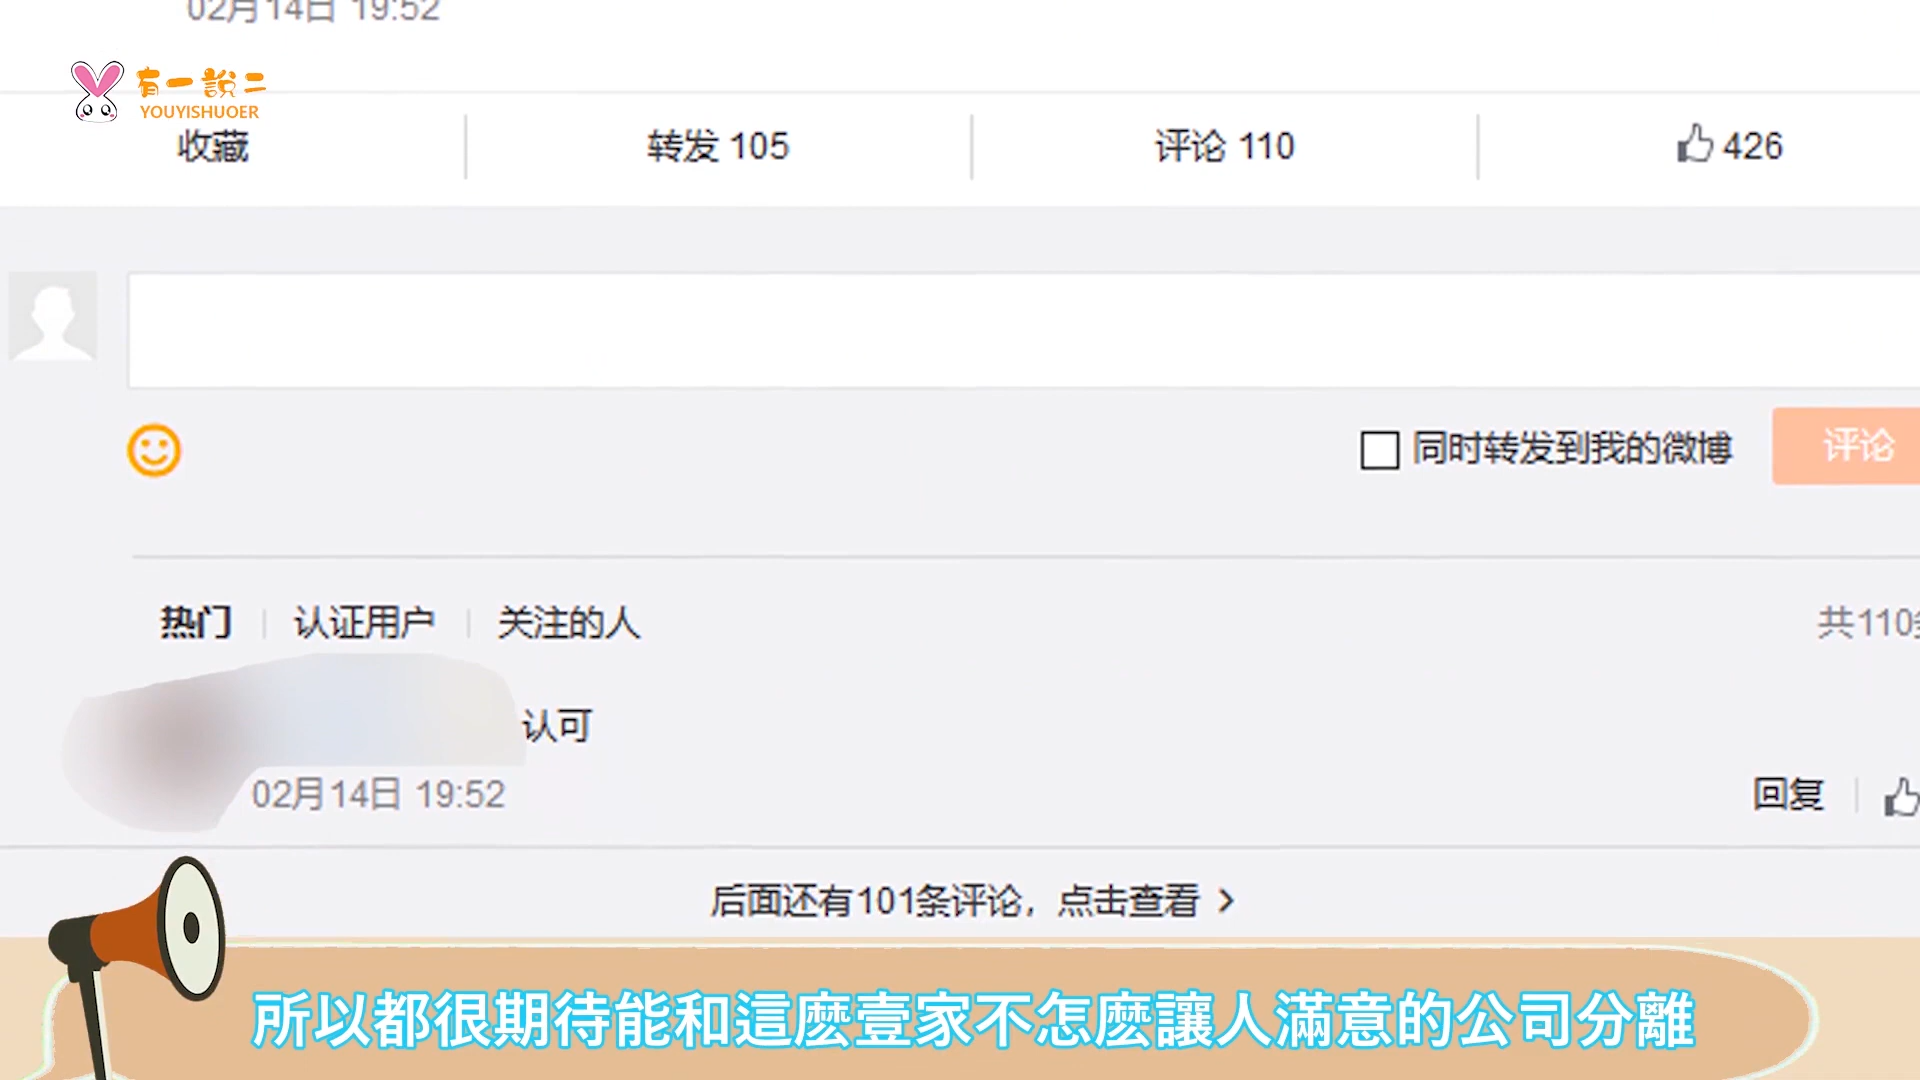 02月14日 19:52
有一說二
YOUYISHUOER
收藏 转发 105 评论 110 426
同时转发到我的微博 评论
热门 认证用户 关注的人 共110条
认可
02月14日 19:52 回复
后面还有101条评论，点击查看 >
所以都很期待能和這麽壹家不怎麽讓人滿意的公司分離